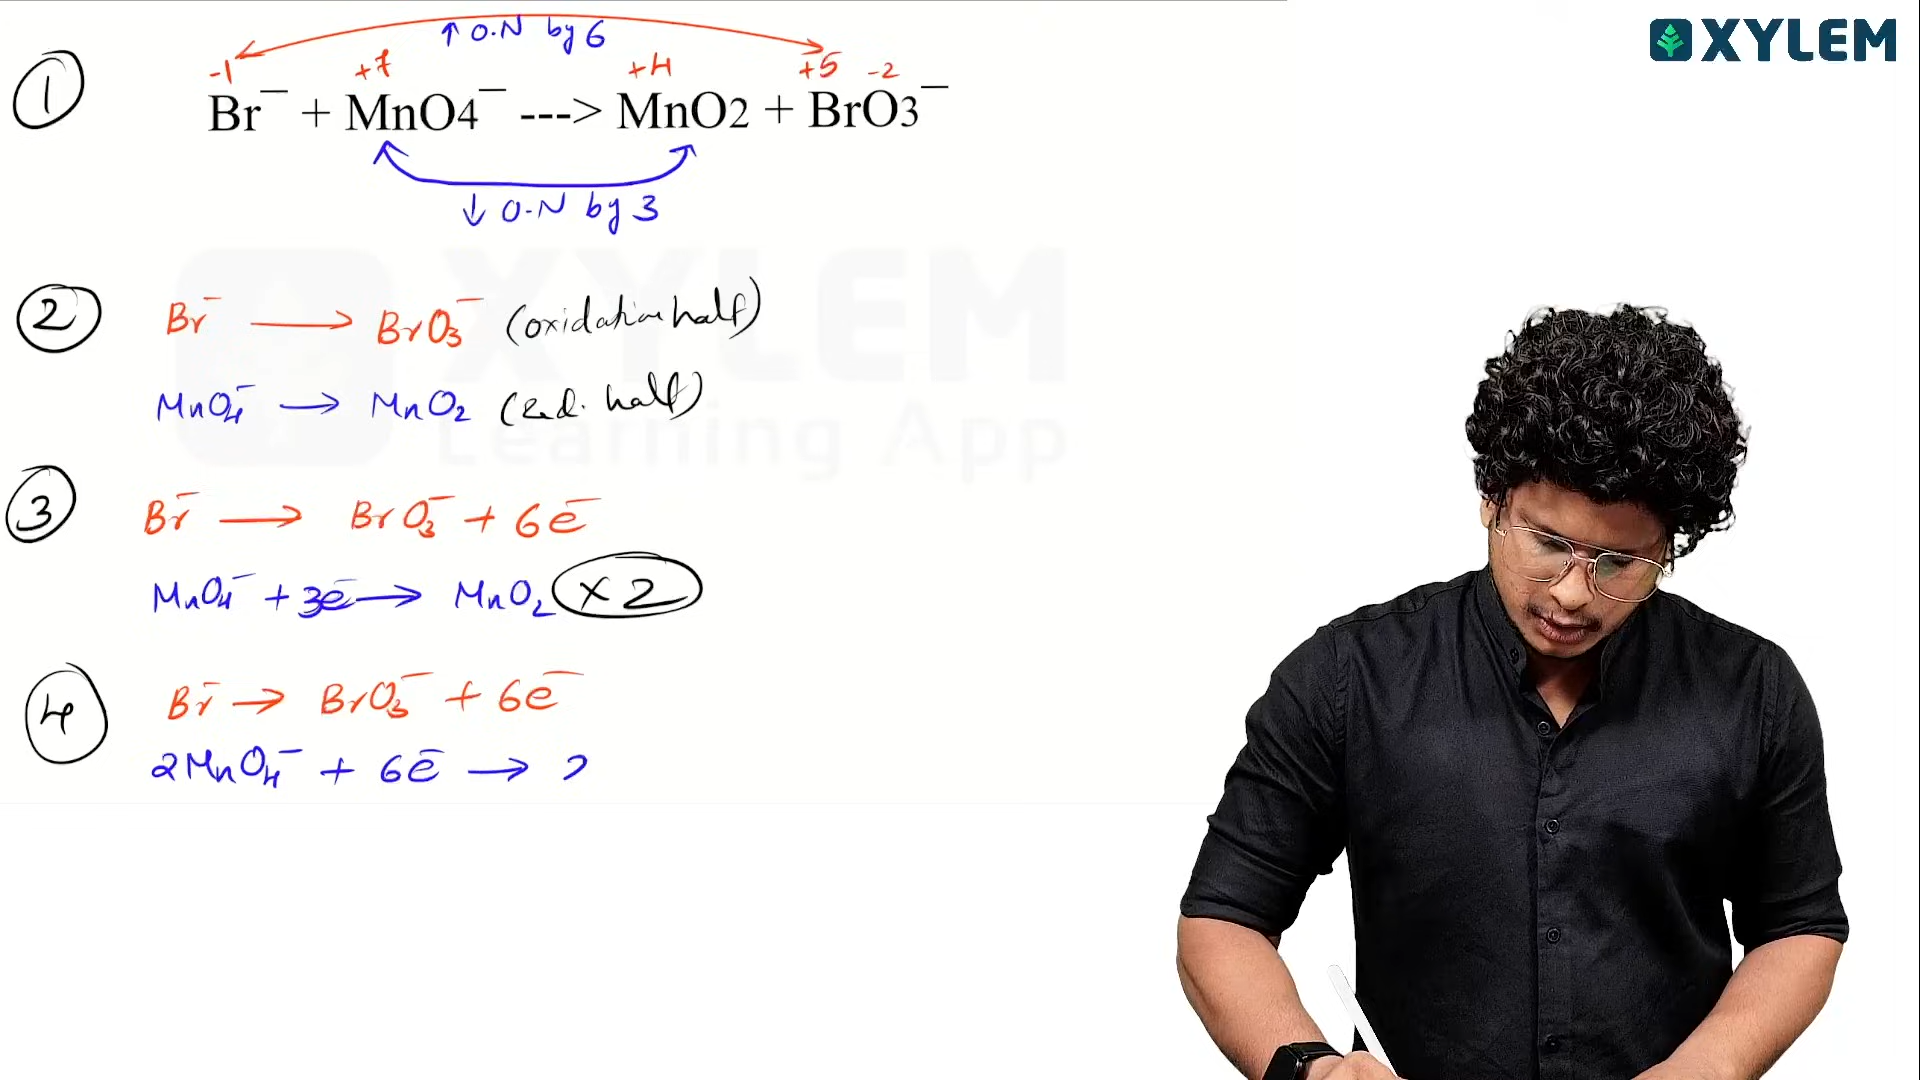 XYLEM
↑ O.N by 6
-1 +7 +4 +5 -2
① Br⁻ + MnO4⁻ ---> MnO2 + BrO3⁻
↓ O.N by 3
XYLEM
Learning App
② Br⁻ ⟶ BrO₃⁻ (oxidation half)
MnO₄⁻ → MnO₂ (red. half)
③ Br⁻ ⟶ BrO₃⁻ + 6e⁻
MnO₄⁻ + 3e⁻ ⟶ MnO₂ × 2
④ Br⁻ → BrO₃⁻ + 6e⁻
2MnO₄⁻ + 6e⁻ →